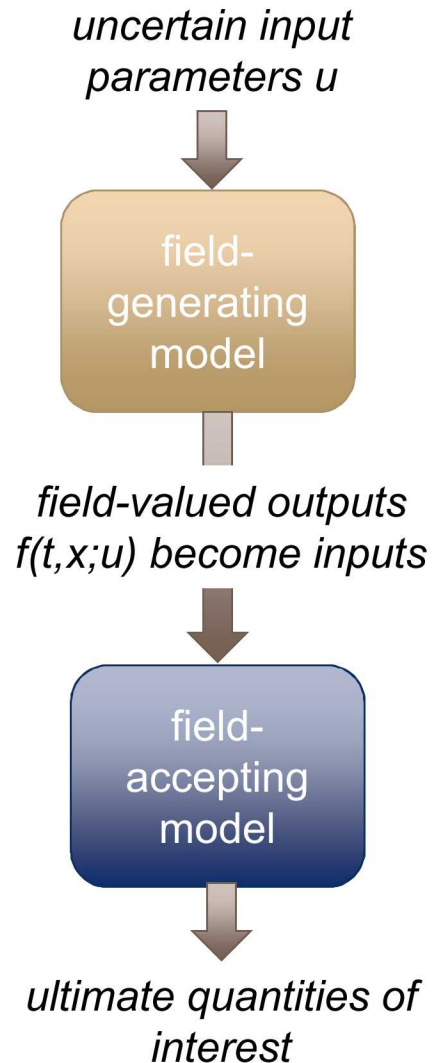 uncertain input
parameters u
field-
generating
model
field-valued outputs
f(t,x;u) become inputs
field-
accepting
model
ultimate quantities of
interest